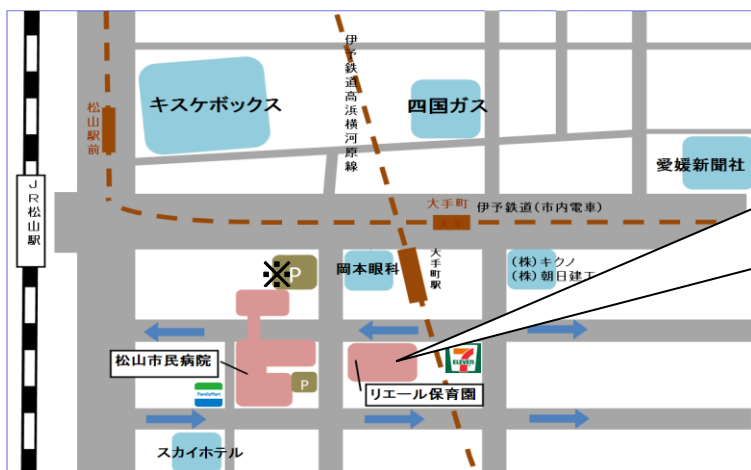 キスケボックス
伊予鉄道高浜横河原線
四国ガス
松山駅前
愛媛新聞社
JR松山駅
大手町
伊予鉄道(市内電車)
大手
※
P
岡本眼科
大手町駅
(株)キクノ
(株)朝日建工
松山市民病院
P
7
ELEVEN
リエール保育園
FamilyMart
スカイホテル